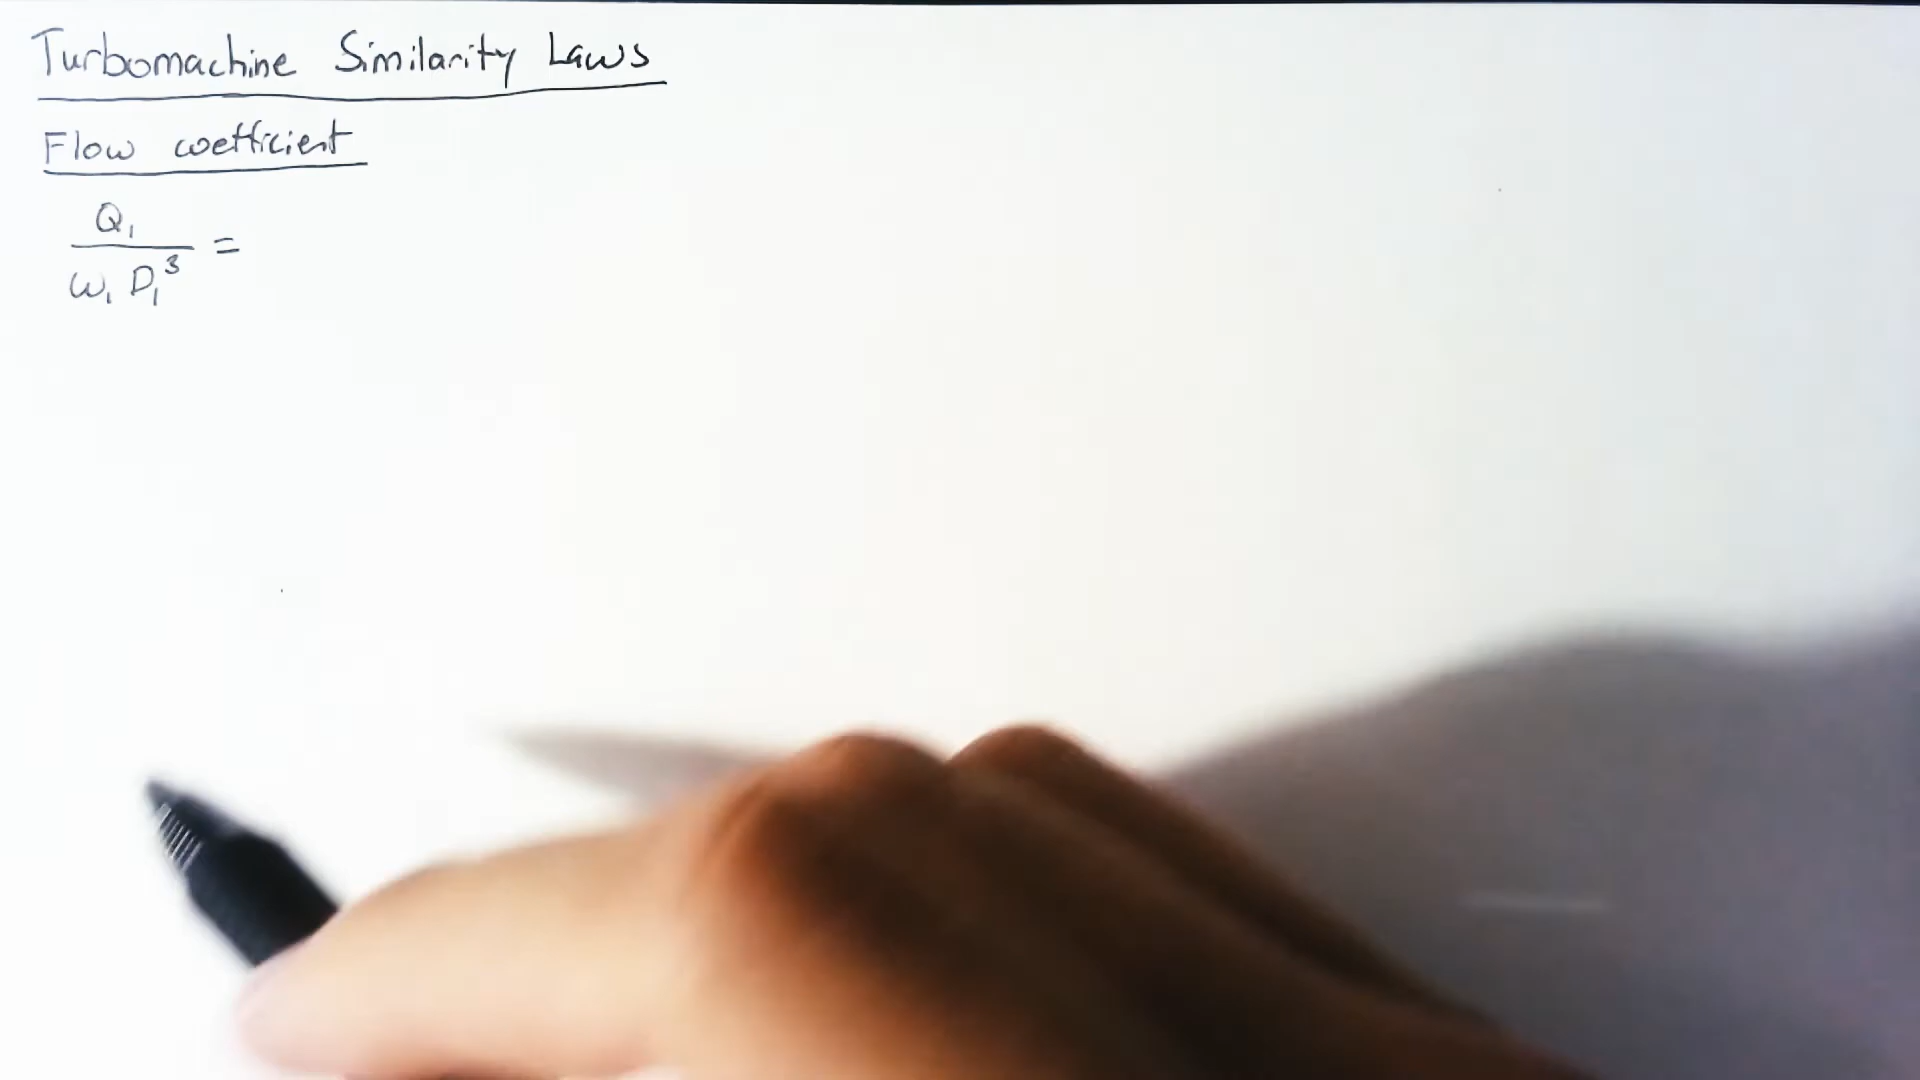 Turbomachine Similarity Laws
Flow coefficient
Q₁
ω₁ D₁³ =